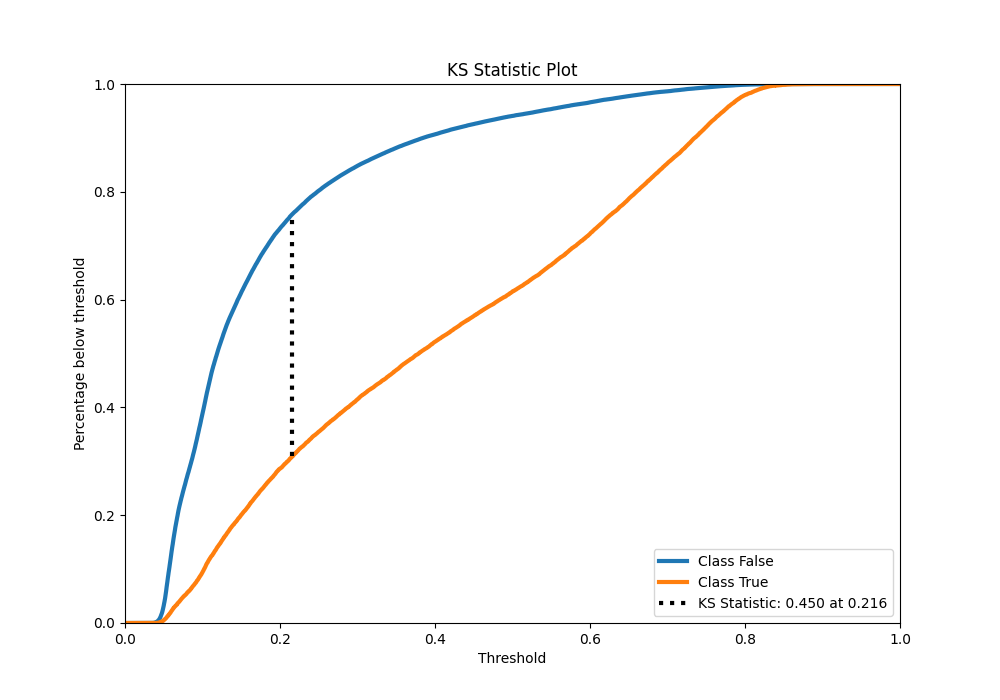 KS Statistic Plot
1.0
0.8
0.6
0.4
0.2
0.0
Percentage below threshold
0.0 0.2 0.4 0.6 0.8 1.0
Threshold
Class False
Class True
KS Statistic: 0.450 at 0.216